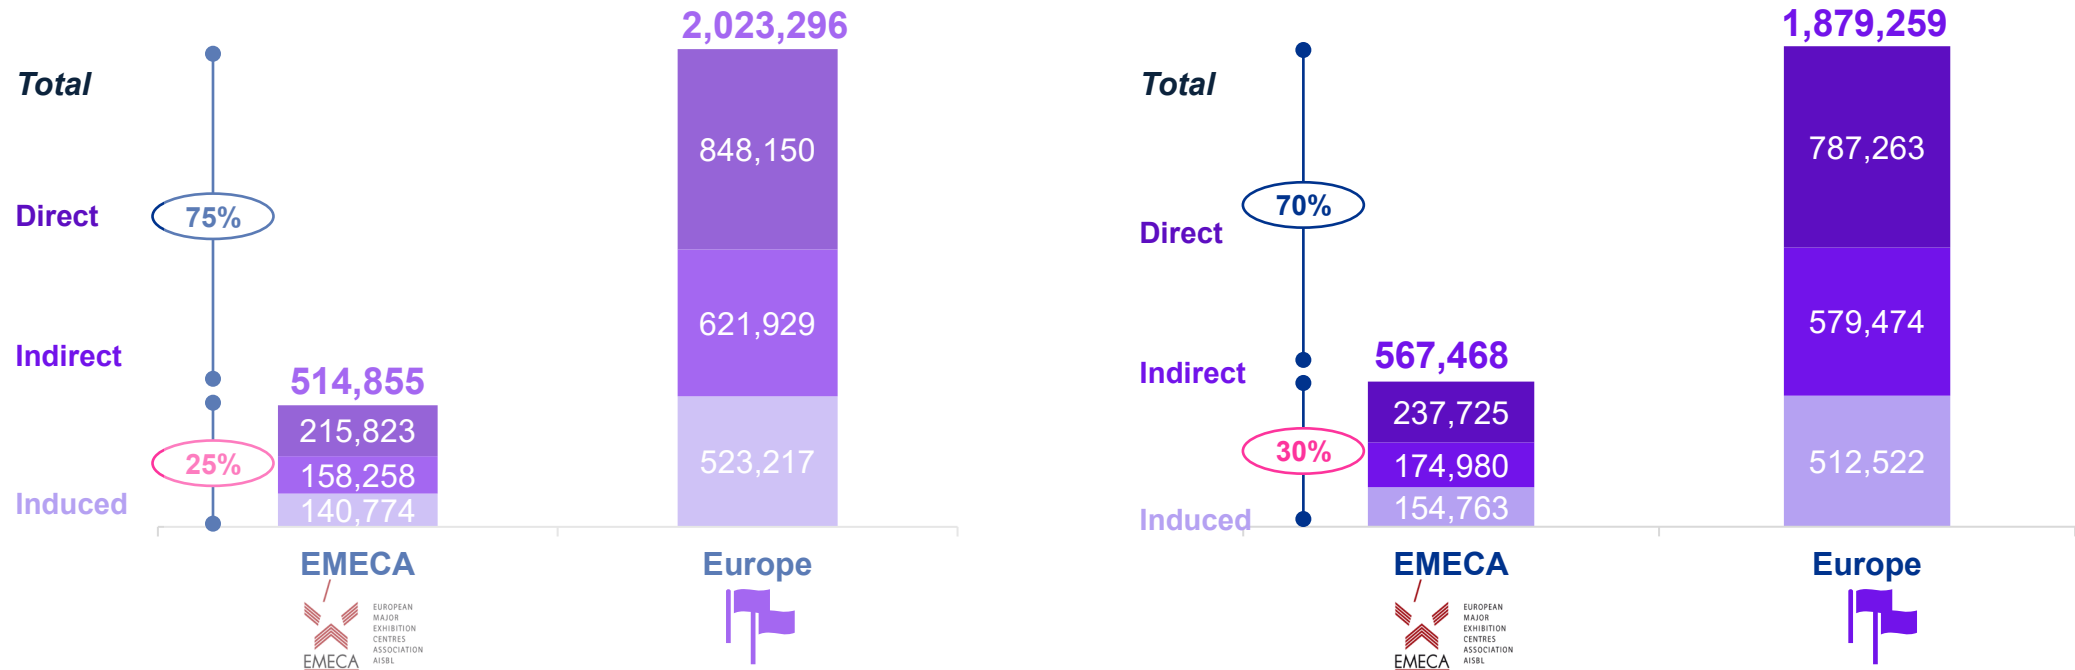 2,023,296
Total
848,150
Direct
75%
621,929
Indirect
514,855
215,823
25%
158,258
523,217
Induced
140,774
EMECA
Europe
EUROPEAN
MAJOR
EXHIBITION
CENTRES
ASSOCIATION
AISBL
EMECA
1,879,259
Total
787,263
70%
Direct
579,474
567,468
Indirect
237,725
30%
174,980
512,522
154,763
Induced
EMECA
Europe
EUROPEAN
MAJOR
EXHIBITION
CENTRES
ASSOCIATION
AISBL
EMECA